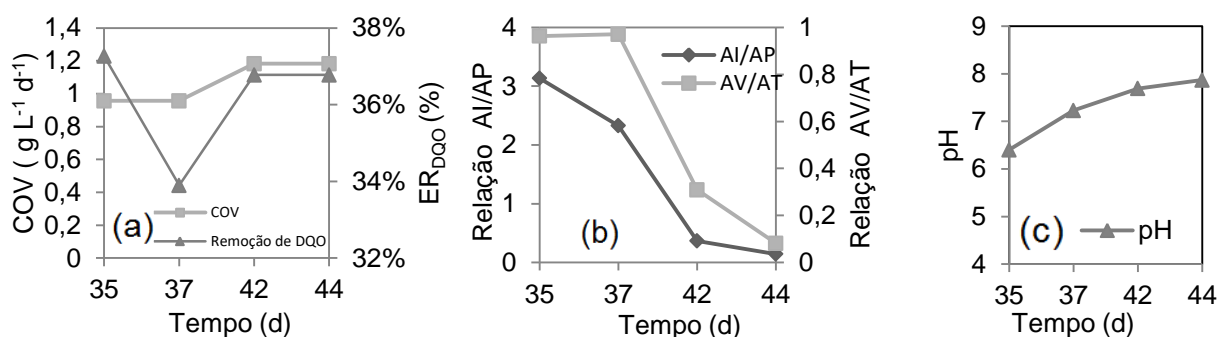 COV ( g L⁻¹ d⁻¹)
1,4
1,2
1
0,8
0,6
0,4
0,2
0
38%
36%
34%
32%
ER_DQO (%)
COV
Remoção de DQO
(a)
35 37 42 44
Tempo (d)
Relação AI/AP
4
3
2
1
0
1
0,8
0,6
0,4
0,2
0
Relação AV/AT
AI/AP
AV/AT
(b)
35 37 42 44
Tempo (d)
pH
9
8
7
6
5
4
(c)
pH
35 37 42 44
Tempo (d)